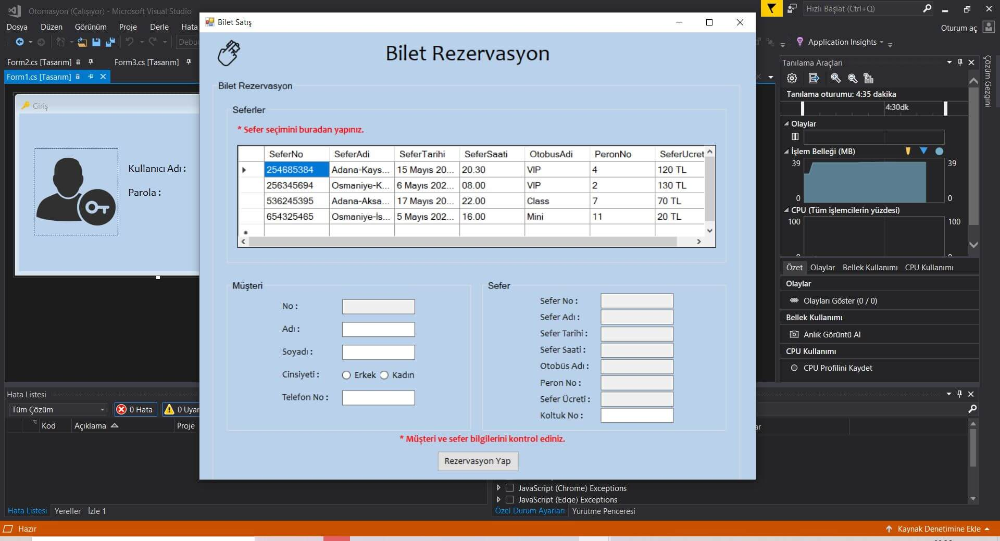 Otomasyon (Çalışıyor) - Microsoft Visual Studio
Hızlı Başlat (Ctrl+Q)
Dosya Düzen Görünüm Proje Derle Hata
Oturum aç
Debug
Application Insights
Form2.cs [Tasarım] Form3.cs [Tasarım]
Form1.cs [Tasarım]
Giriş
Kullanıcı Adı :
Parola :
Bilet Satış
Bilet Rezervasyon
Bilet Rezervasyon
Seferler
* Sefer seçimini buradan yapınız.
SeferNo SeferAdi SeferTarihi SeferSaati OtobusAdi PeronNo SeferUcret
254685384 Adana-Kays... 15 Mayıs 20... 20.30 VIP 4 120 TL
256345694 Osmaniye-K... 6 Mayıs 202... 08.00 VIP 2 130 TL
536245395 Adana-Aksa... 17 Mayıs 20... 22.00 Class 7 70 TL
654325465 Osmaniye-İs... 5 Mayıs 202... 16.00 Mini 11 20 TL
Müşteri
No :
Adı :
Soyadı :
Cinsiyeti : Erkek Kadın
Telefon No :
Sefer
Sefer No :
Sefer Adı :
Sefer Tarihi :
Sefer Saati :
Otobüs Adı :
Peron No :
Sefer Ücreti :
Koltuk No :
* Müşteri ve sefer bilgilerini kontrol ediniz.
Rezervasyon Yap
Tanılama Araçları
Çözüm Gezgini
Tanılama oturumu: 4:35 dakika
4:30dk
Olaylar
İşlem Belleği (MB)
39 39
0 0
CPU (Tüm işlemcilerin yüzdesi)
100 100
0 0
Özet Olaylar Bellek Kullanımı CPU Kullanımı
Olaylar
Olayları Göster (0 / 0)
Bellek Kullanımı
Anlık Görüntü Al
CPU Kullanımı
CPU Profilini Kaydet
Hata Listesi
Tüm Çözüm 0 Hata 0 Uyar
Kod Açıklama Proje
ar
JavaScript (Chrome) Exceptions
JavaScript (Edge) Exceptions
Hata Listesi Yereller İzle 1
Özel Durum Ayarları Yürütme Penceresi
Hazır
Kaynak Denetimine Ekle